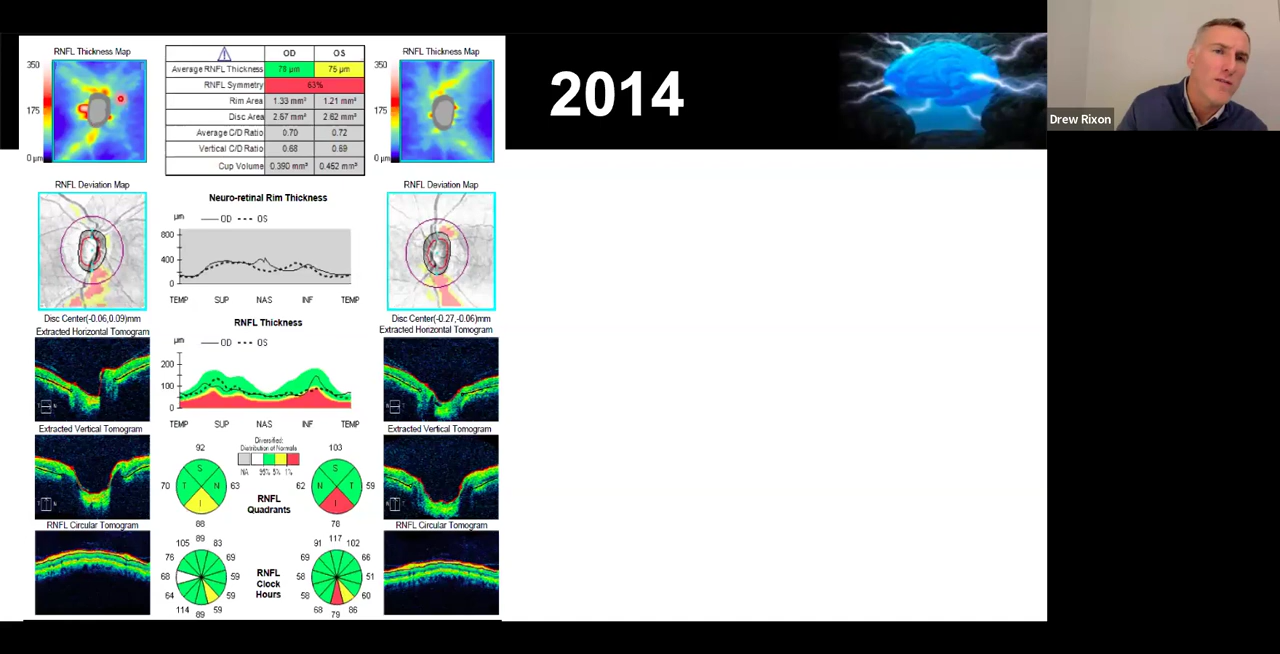 2014
Drew Rixon
RNFL Thickness Map
350
175
0 µm
OD OS
Average RNFL Thickness 78 µm 75 µm
RNFL Symmetry 63%
Rim Area 1.33 mm² 1.21 mm²
Disc Area 2.67 mm² 2.62 mm²
Average C/D Ratio 0.70 0.72
Vertical C/D Ratio 0.68 0.69
Cup Volume 0.390 mm³ 0.452 mm³
RNFL Thickness Map
350
175
0 µm
RNFL Deviation Map
Disc Center(-0.06,0.09)mm
Neuro-retinal Rim Thickness
µm
OD OS
800
400
0
TEMP SUP NAS INF TEMP
RNFL Deviation Map
Disc Center(-0.27,-0.06)mm
Extracted Horizontal Tomogram
T N
RNFL Thickness
µm
OD OS
200
100
0
TEMP SUP NAS INF TEMP
Extracted Horizontal Tomogram
Extracted Vertical Tomogram
Diversified:
Distribution of Normals
NA 95% 5% 1%
Extracted Vertical Tomogram
92
S
70 T N 63
I
88
RNFL
Quadrants
103
S
62 N T 59
I
78
RNFL Circular Tomogram
105 89 83
76 69
68 59
64 59
114 89 59
RNFL
Clock
Hours
91 117 102
69 66
58 51
58 60
68 79 86
RNFL Circular Tomogram